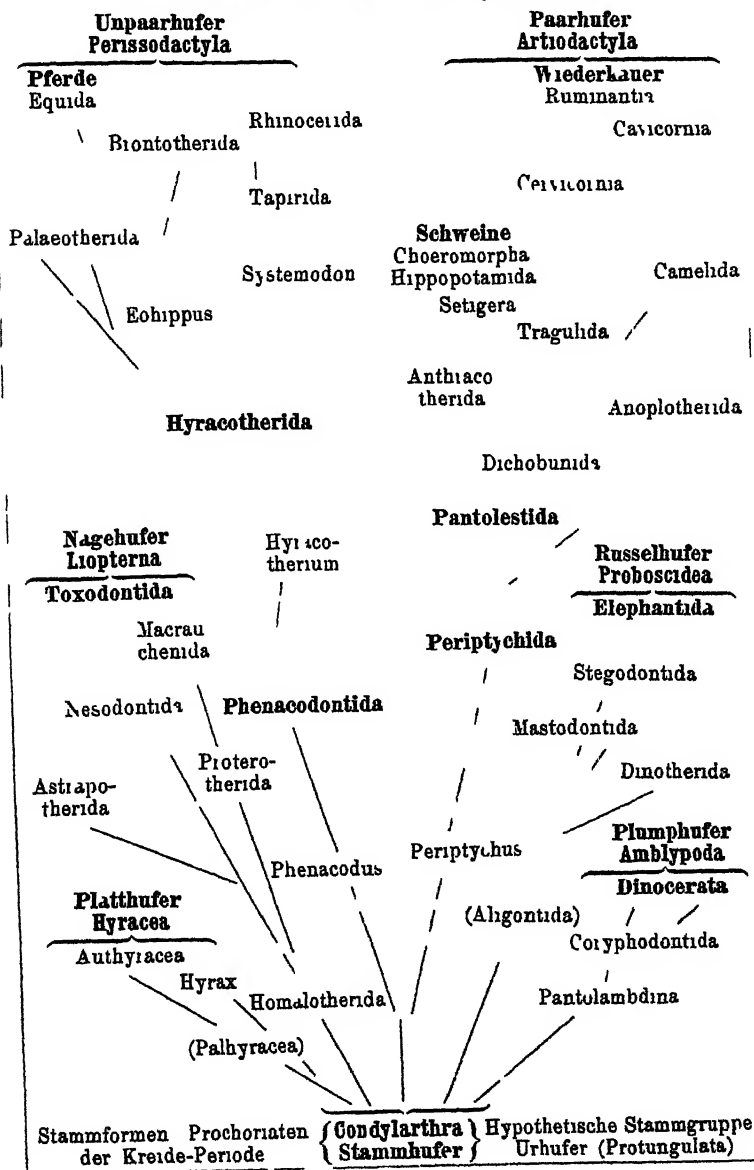 Unpaarhufer
Perissodactyla
Paarhufer
Artiodactyla
Pferde
Equida
Wiederkauer
Ruminantia
Rhinocerida
Cavicornia
Brontotherida
Tapirida
Cervicornia
Palaeotherida
Schweine
Choeromorpha
Hippopotamida
Setigera
Systemodon
Camelida
Eohippus
Tragulida
Anthraco
therida
Hyracotherida
Anoplotherida
Dichobunida
Pantolestida
Nagehufer
Liopterna
Toxodontida
Hyraco-
therium
Russelhufer
Proboscidea
Elephantida
Macrau
chenida
Periptychida
Stegodontida
Nesodontida
Phenacodontida
Mastodontida
Protero-
therida
Dinotherida
Astrapo-
therida
Periptychus
Phenacodus
Plumphufer
Amblypoda
Dinocerata
Platthufer
Hyracea
Authyracea
(Aligontida)
Coryphodontida
Hyrax
Homalotherida
Pantolambdina
(Palhyracea)
Stammformen Prochoriaten
der Kreide-Periode
Condylarthra
Stammhufer
Hypothetische Stammgruppe
Urhufer (Protungulata)